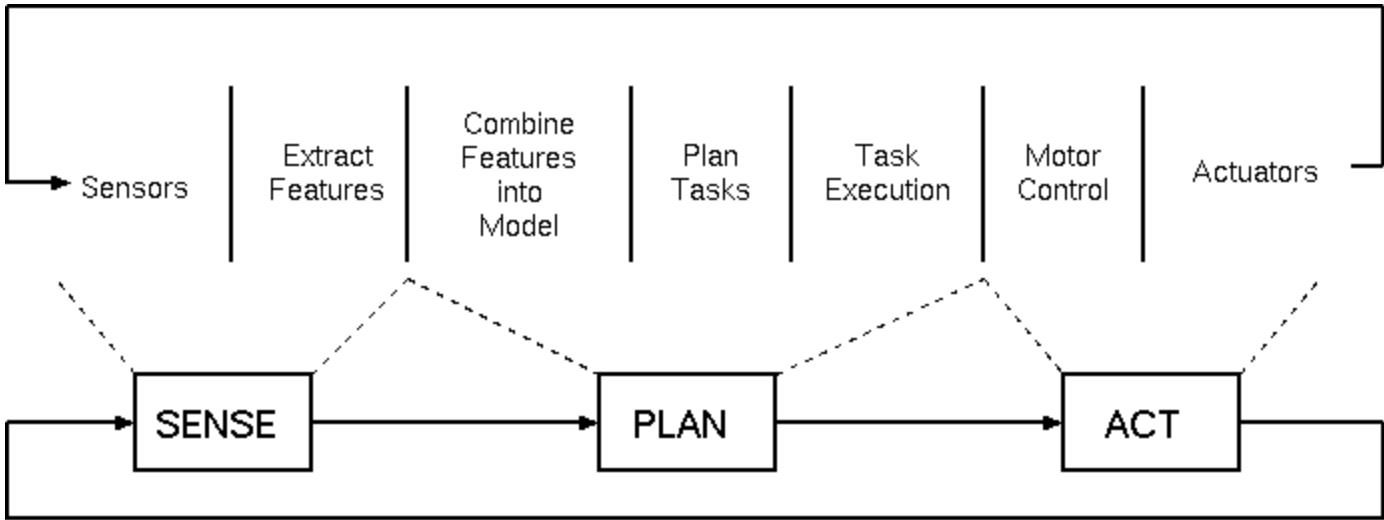 Sensors
Extract
Features
Combine
Features
into
Model
Plan
Tasks
Task
Execution
Motor
Control
Actuators
SENSE
PLAN
ACT